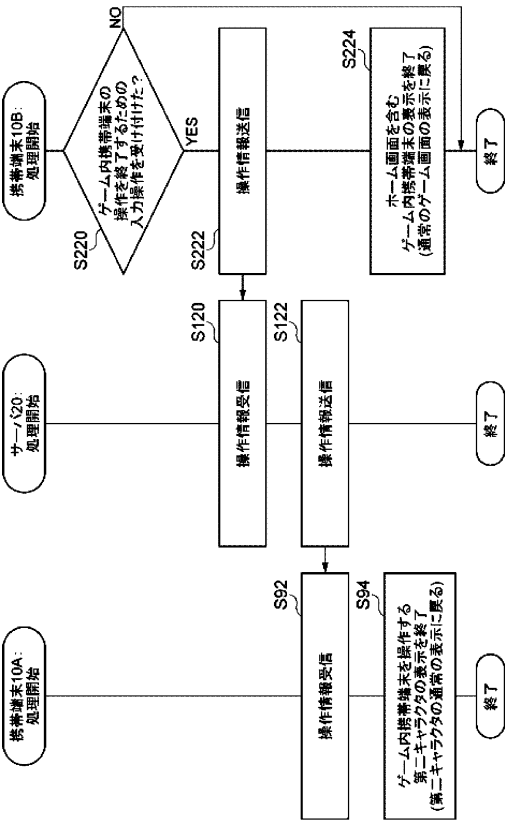 携帯端末10A:
処理開始
サーバ20:
処理開始
携帯端末10B:
処理開始
ゲーム内携帯端末の
操作を終了するための
入力操作を受け付けた?
S220
NO
YES
操作情報送信
S222
操作情報受信
S120
操作情報送信
S122
操作情報受信
S92
ゲーム内携帯端末を操作する
第二キャラクタの表示を終了
(第二キャラクタの通常の表示に戻る)
S94
ホーム画面を含む
ゲーム内携帯端末の表示を終了
(通常のゲーム画面の表示に戻る)
S224
終了
終了
終了